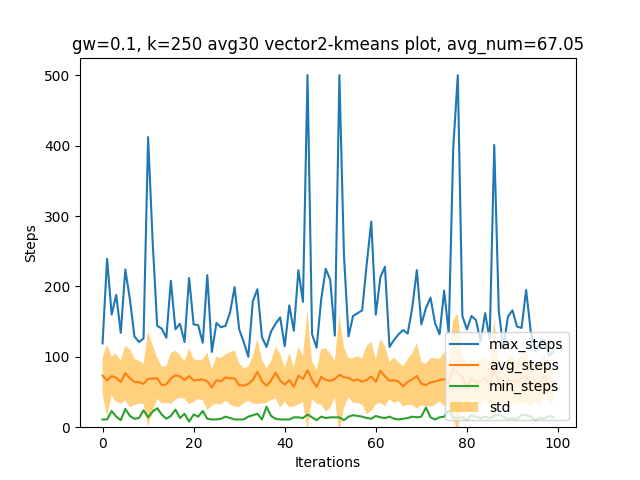 gw=0.1, k=250 avg30 vector2-kmeans plot, avg_num=67.05
500
400
300
200
100
0
Steps
max_steps
avg_steps
min_steps
std
0 20 40 60 80 100
Iterations